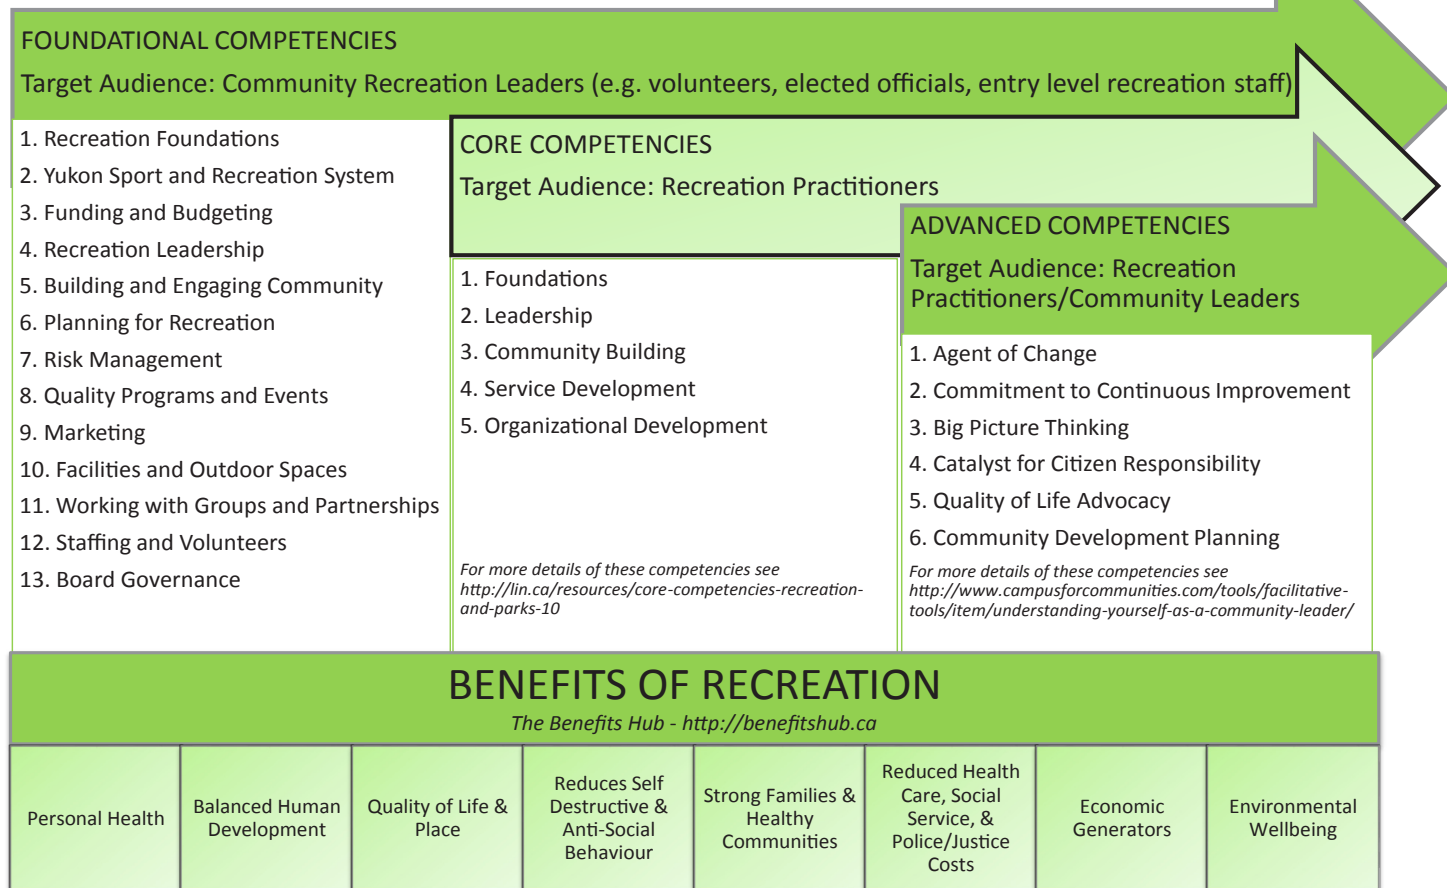 FOUNDATIONAL COMPETENCIES
Target Audience: Community Recreation Leaders (e.g. volunteers, elected officials, entry level recreation staff)
1. Recreation Foundations
2. Yukon Sport and Recreation System
3. Funding and Budgeting
4. Recreation Leadership
5. Building and Engaging Community
6. Planning for Recreation
7. Risk Management
8. Quality Programs and Events
9. Marketing
10. Facilities and Outdoor Spaces
11. Working with Groups and Partnerships
12. Staffing and Volunteers
13. Board Governance
CORE COMPETENCIES
Target Audience: Recreation Practitioners
1. Foundations
2. Leadership
3. Community Building
4. Service Development
5. Organizational Development
For more details of these competencies see
http://lin.ca/resources/core-competencies-recreation-
and-parks-10
ADVANCED COMPETENCIES
Target Audience: Recreation
Practitioners/Community Leaders
1. Agent of Change
2. Commitment to Continuous Improvement
3. Big Picture Thinking
4. Catalyst for Citizen Responsibility
5. Quality of Life Advocacy
6. Community Development Planning
For more details of these competencies see
http://www.campusforcommunities.com/tools/facilitative-
tools/item/understanding-yourself-as-a-community-leader/
BENEFITS OF RECREATION
The Benefits Hub - http://benefitshub.ca
Personal Health
Balanced Human
Development
Quality of Life &
Place
Reduces Self
Destructive &
Anti-Social
Behaviour
Strong Families &
Healthy
Communities
Reduced Health
Care, Social
Service, &
Police/Justice
Costs
Economic
Generators
Environmental
Wellbeing